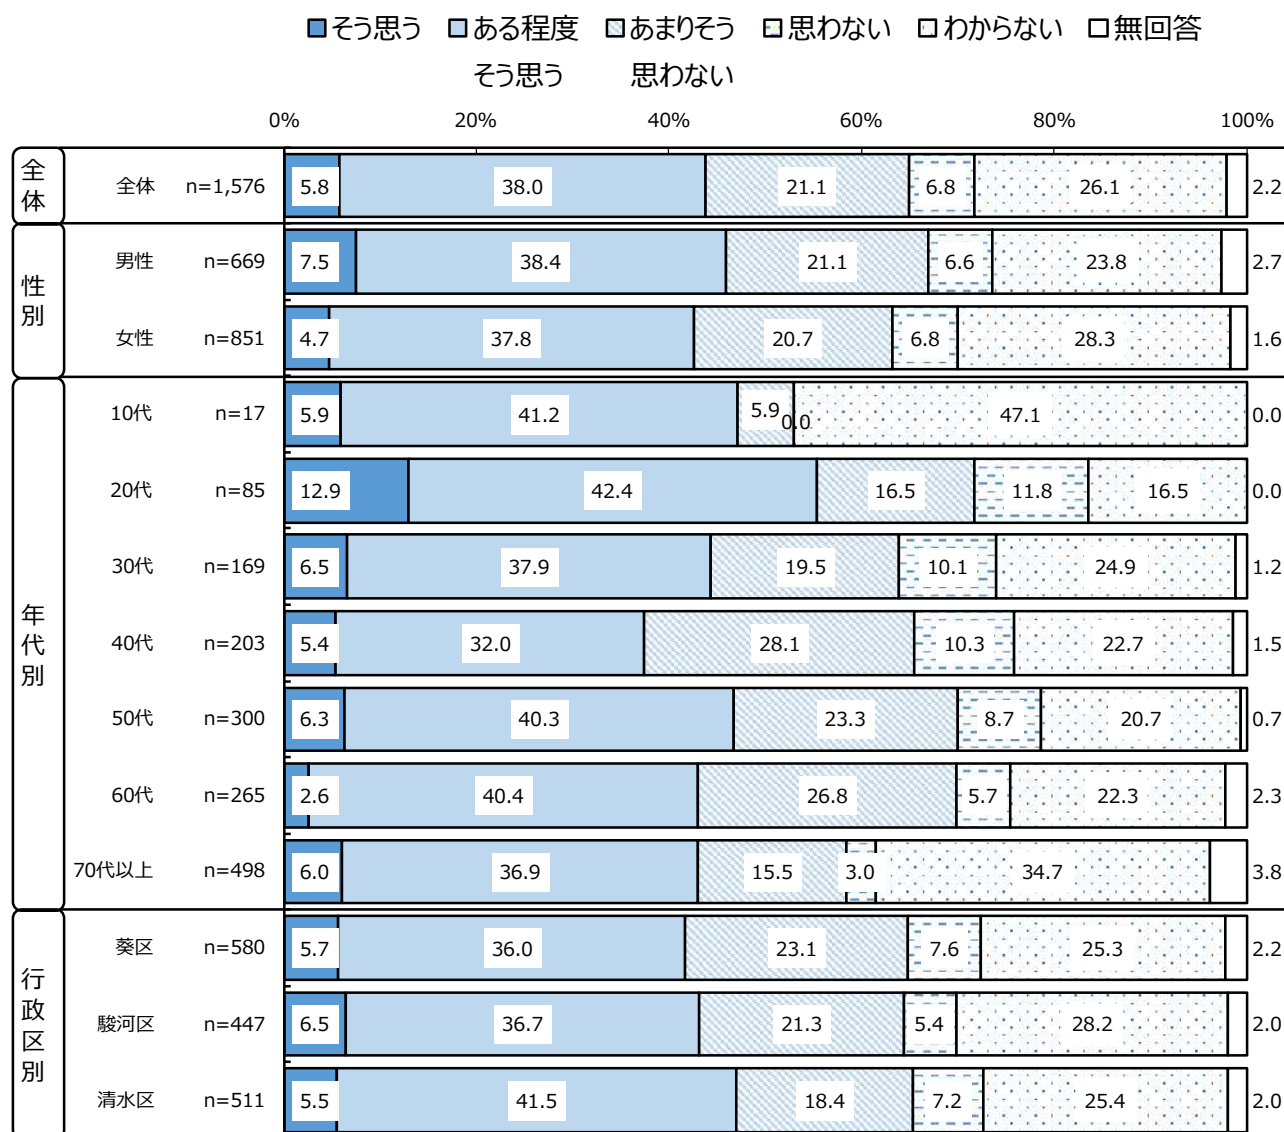 そう思う ある程度 あまりそう 思わない わからない 無回答
そう思う 思わない
0% 20% 40% 60% 80% 100%
全体 全体 n=1,576 5.8 38.0 21.1 6.8 26.1 2.2
性別 男性 n=669 7.5 38.4 21.1 6.6 23.8 2.7
女性 n=851 4.7 37.8 20.7 6.8 28.3 1.6
年代別 10代 n=17 5.9 41.2 5.9 0.0 47.1 0.0
20代 n=85 12.9 42.4 16.5 11.8 16.5 0.0
30代 n=169 6.5 37.9 19.5 10.1 24.9 1.2
40代 n=203 5.4 32.0 28.1 10.3 22.7 1.5
50代 n=300 6.3 40.3 23.3 8.7 20.7 0.7
60代 n=265 2.6 40.4 26.8 5.7 22.3 2.3
70代以上 n=498 6.0 36.9 15.5 3.0 34.7 3.8
行政区別 葵区 n=580 5.7 36.0 23.1 7.6 25.3 2.2
駿河区 n=447 6.5 36.7 21.3 5.4 28.2 2.0
清水区 n=511 5.5 41.5 18.4 7.2 25.4 2.0